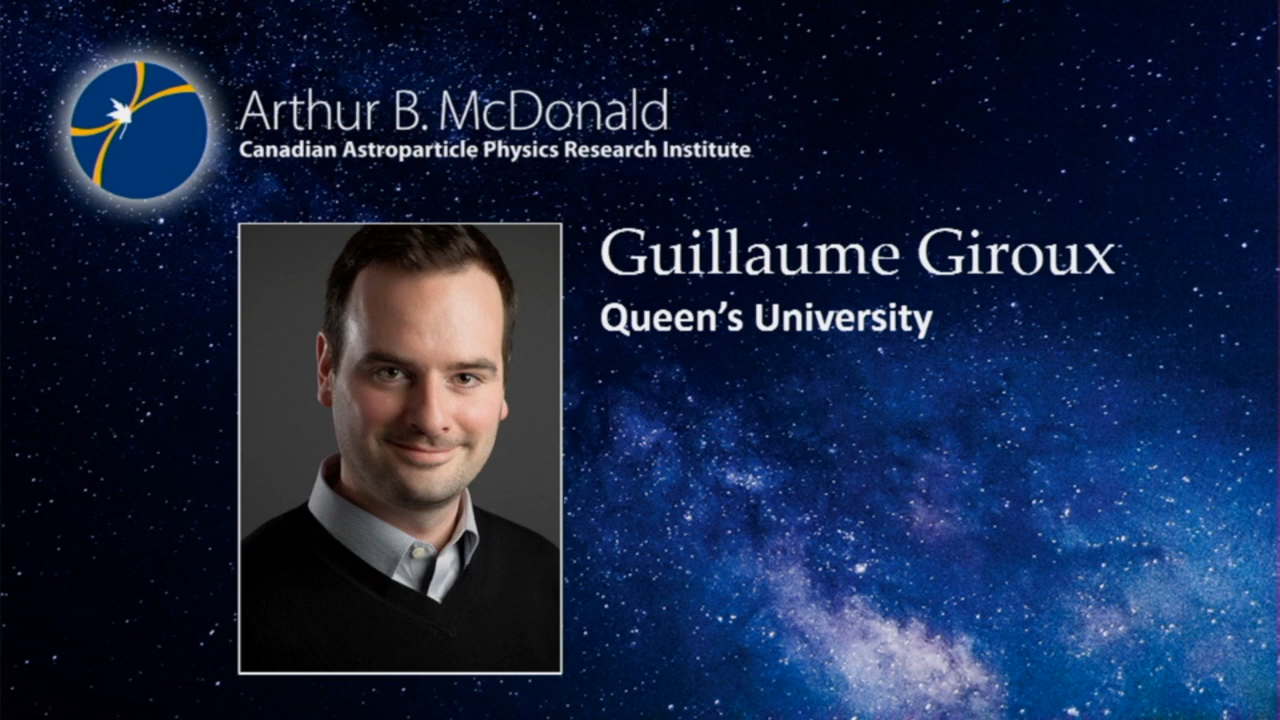 Arthur B. McDonald
Canadian Astroparticle Physics Research Institute
Guillaume Giroux
Queen’s University